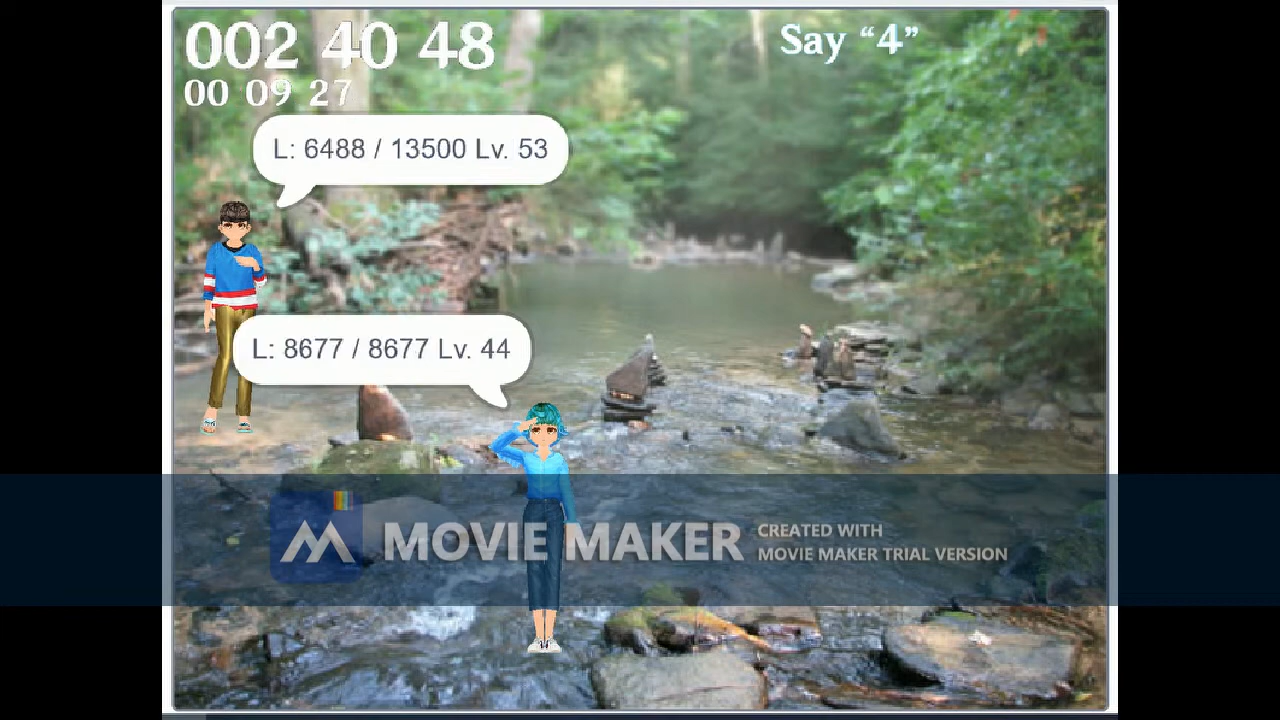 002 40 48
Say “4”
00 09 27
L: 6488 / 13500 Lv. 53
L: 8677 / 8677 Lv. 44
MOVIE MAKER
CREATED WITH
MOVIE MAKER TRIAL VERSION